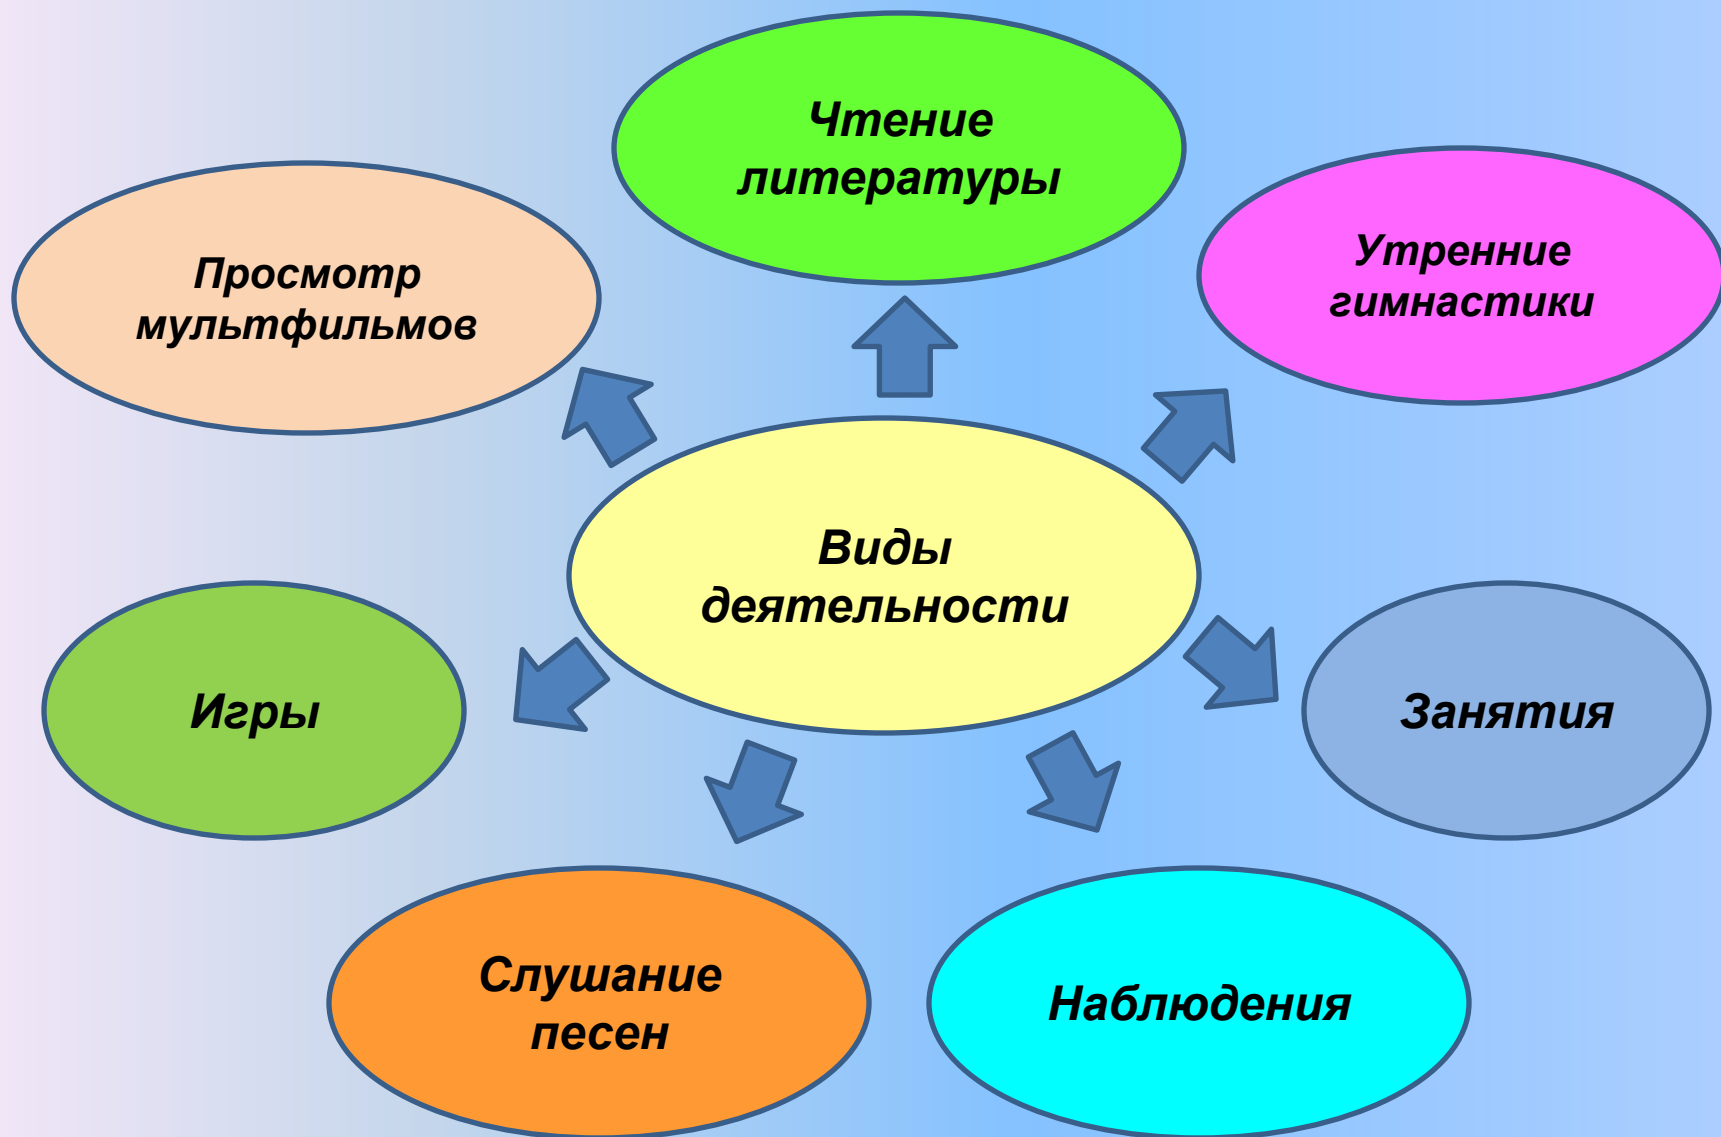 Чтение
литературы
Утренние
гимнастики
Просмотр
мультфильмов
Виды
деятельности
Игры
Занятия
Слушание
песен
Наблюдения